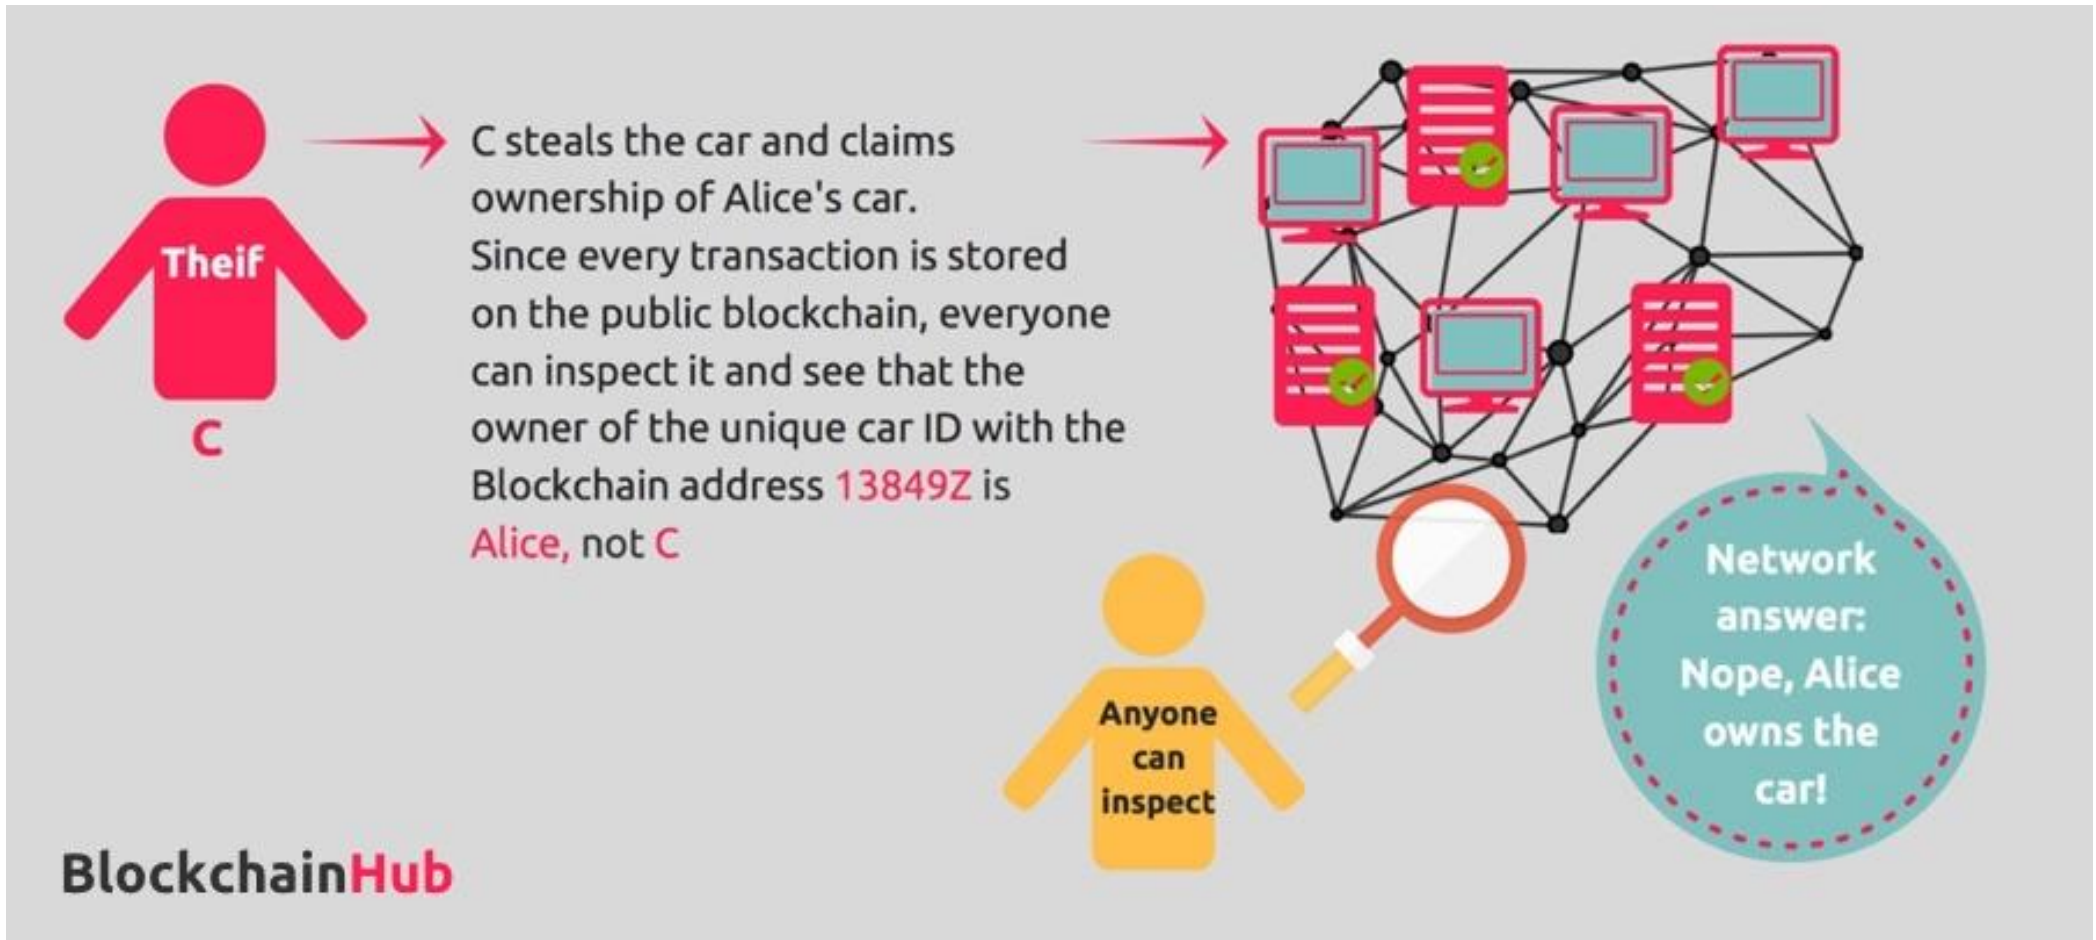 Theif
C
C steals the car and claims
ownership of Alice's car.
Since every transaction is stored
on the public blockchain, everyone
can inspect it and see that the
owner of the unique car ID with the
Blockchain address 13849Z is
Alice, not C
Anyone
can
inspect
Network
answer:
Nope, Alice
owns the
car!
BlockchainHub